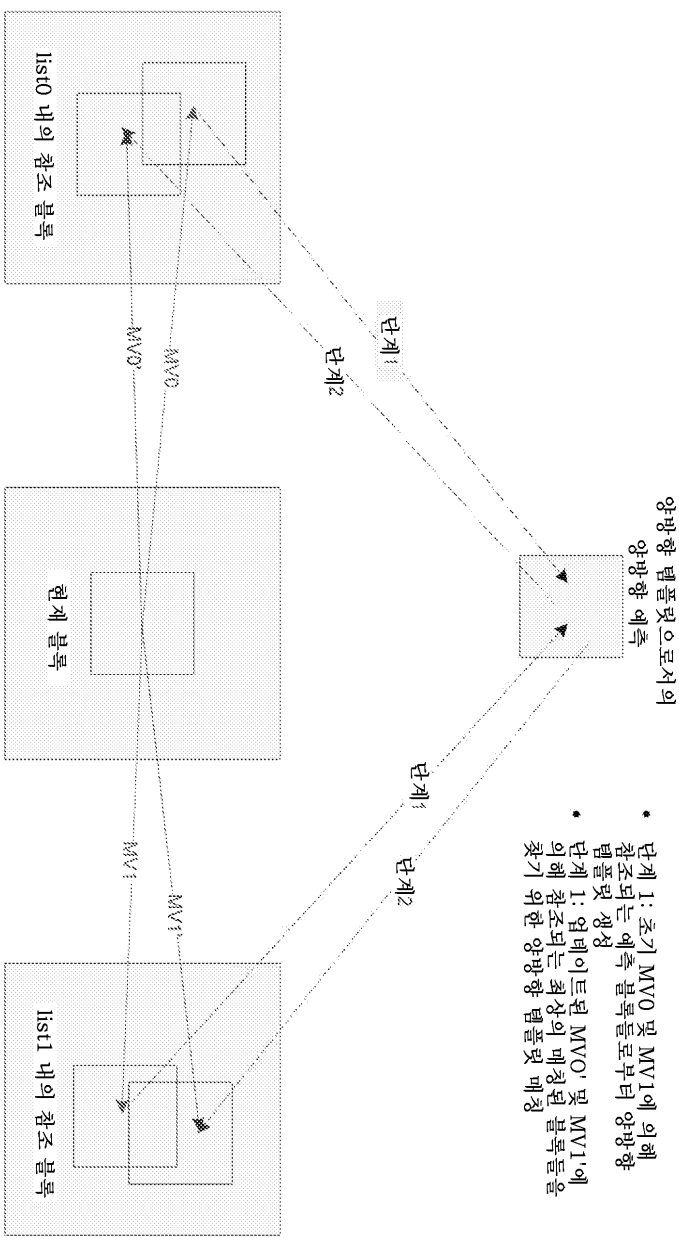 양방향 템플릿으로서의
양방향 예측
• 단계 1: 초기 MV0 및 MV1에 의해
참조되는 예측 블록들로부터 양방향
템플릿 생성
• 단계 1: 업데이트된 MVO' 및 MV1'에
의해 참조되는 최상의 매칭된 블록들을
찾기 위한 양방향 템플릿 매칭
단계1
단계2
단계1
단계2
MV0
MV0'
MV1'
MV1
list0 내의 참조 블록
현재 블록
list1 내의 참조 블록